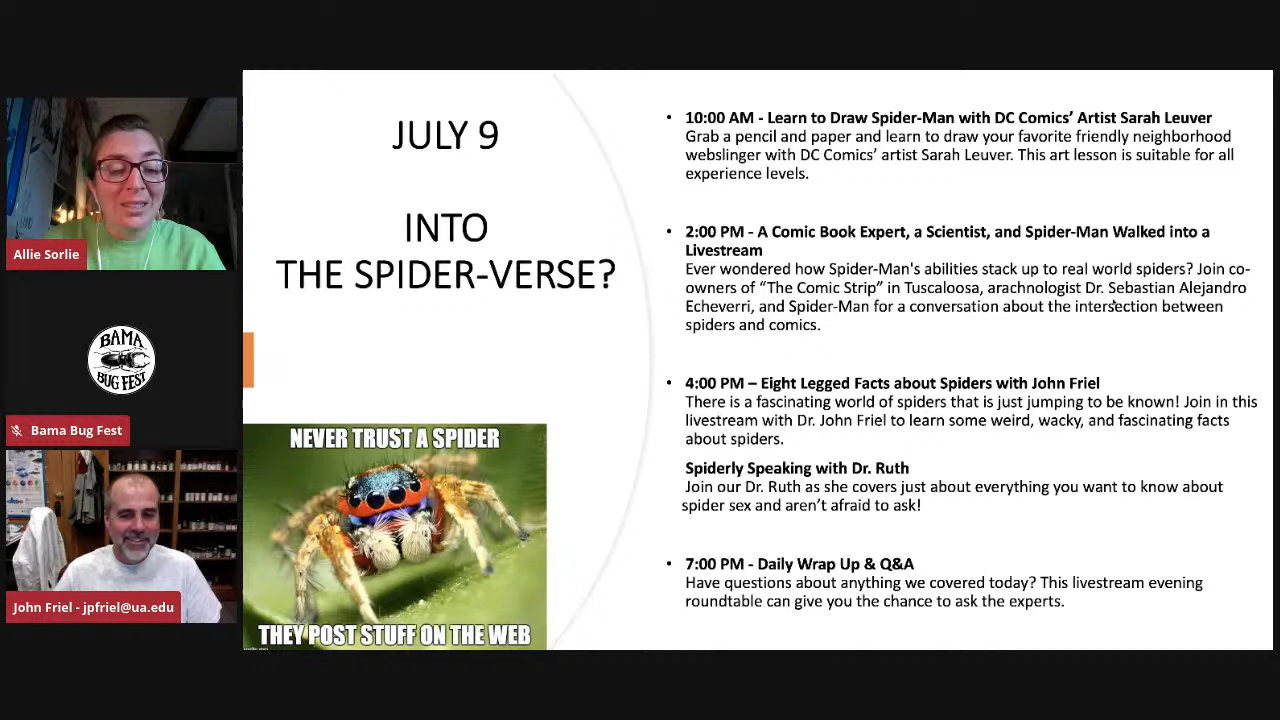 Allie Sorlie
BAMA
BUG FEST
Bama Bug Fest
John Friel - jpfriel@ua.edu
JULY 9
INTO
THE SPIDER-VERSE?
NEVER TRUST A SPIDER
THEY POST STUFF ON THE WEB
• 10:00 AM - Learn to Draw Spider-Man with DC Comics’ Artist Sarah Leuver
Grab a pencil and paper and learn to draw your favorite friendly neighborhood
webslinger with DC Comics’ artist Sarah Leuver. This art lesson is suitable for all
experience levels.
• 2:00 PM - A Comic Book Expert, a Scientist, and Spider-Man Walked into a
Livestream
Ever wondered how Spider-Man's abilities stack up to real world spiders? Join co-
owners of “The Comic Strip” in Tuscaloosa, arachnologist Dr. Sebastian Alejandro
Echeverri, and Spider-Man for a conversation about the intersection between
spiders and comics.
• 4:00 PM – Eight Legged Facts about Spiders with John Friel
There is a fascinating world of spiders that is just jumping to be known! Join in this
livestream with Dr. John Friel to learn some weird, wacky, and fascinating facts
about spiders.
Spiderly Speaking with Dr. Ruth
Join our Dr. Ruth as she covers just about everything you want to know about
spider sex and aren’t afraid to ask!
• 7:00 PM - Daily Wrap Up & Q&A
Have questions about anything we covered today? This livestream evening
roundtable can give you the chance to ask the experts.